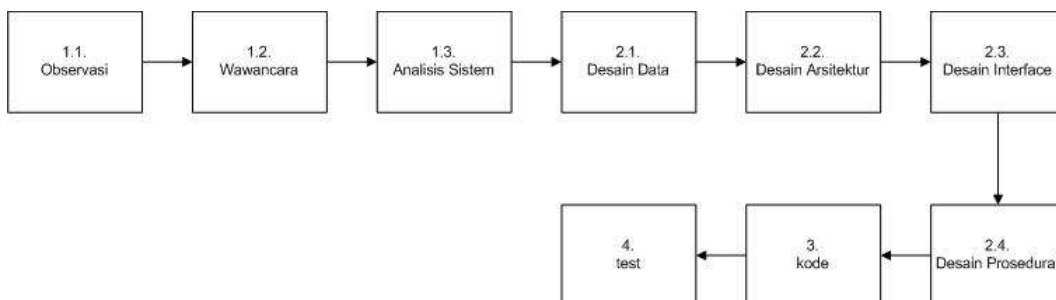 1.1.
Observasi
1.2.
Wawancara
1.3.
Analisis Sistem
2.1.
Desain Data
2.2.
Desain Arsitektur
2.3.
Desain Interface
2.4.
Desain Prosedura
3.
kode
4.
test